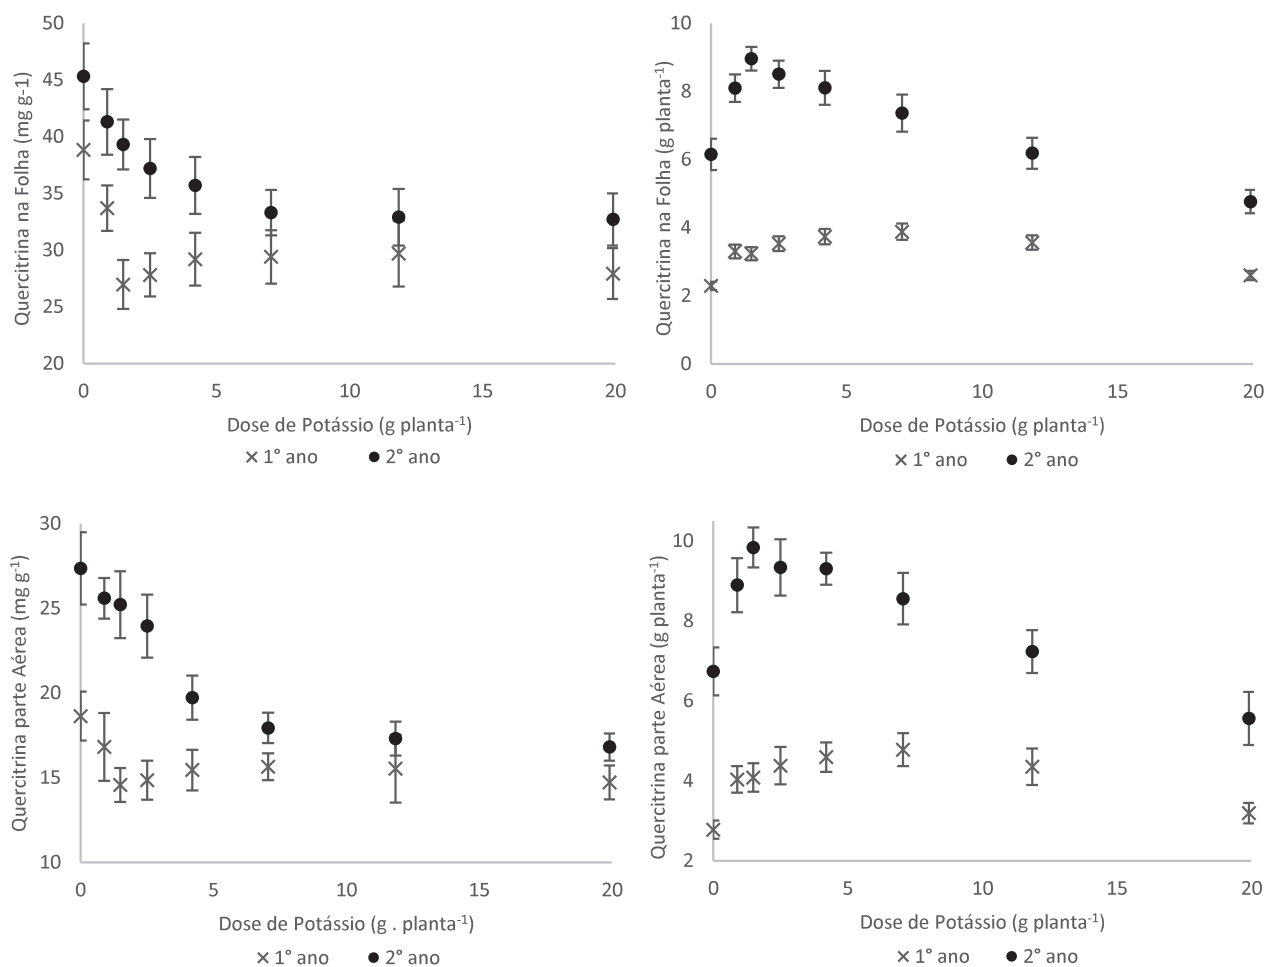 Quercitrina na Folha (mg g-1)
50
45
40
35
30
25
20
0 5 10 15 20
Dose de Potássio (g planta⁻¹)
1° ano 2° ano
Quercitrina na Folha (g planta⁻¹)
10
8
6
4
2
0
0 5 10 15 20
Dose de Potássio (g planta⁻¹)
1° ano 2° ano
Quercitrina parte Aérea (mg g⁻¹)
30
25
20
15
10
0 5 10 15 20
Dose de Potássio (g . planta⁻¹)
1° ano 2° ano
Quercitrina parte Aérea (g planta⁻¹)
10
8
6
4
2
0 5 10 15 20
Dose de Potássio (g planta⁻¹)
1° ano 2° ano